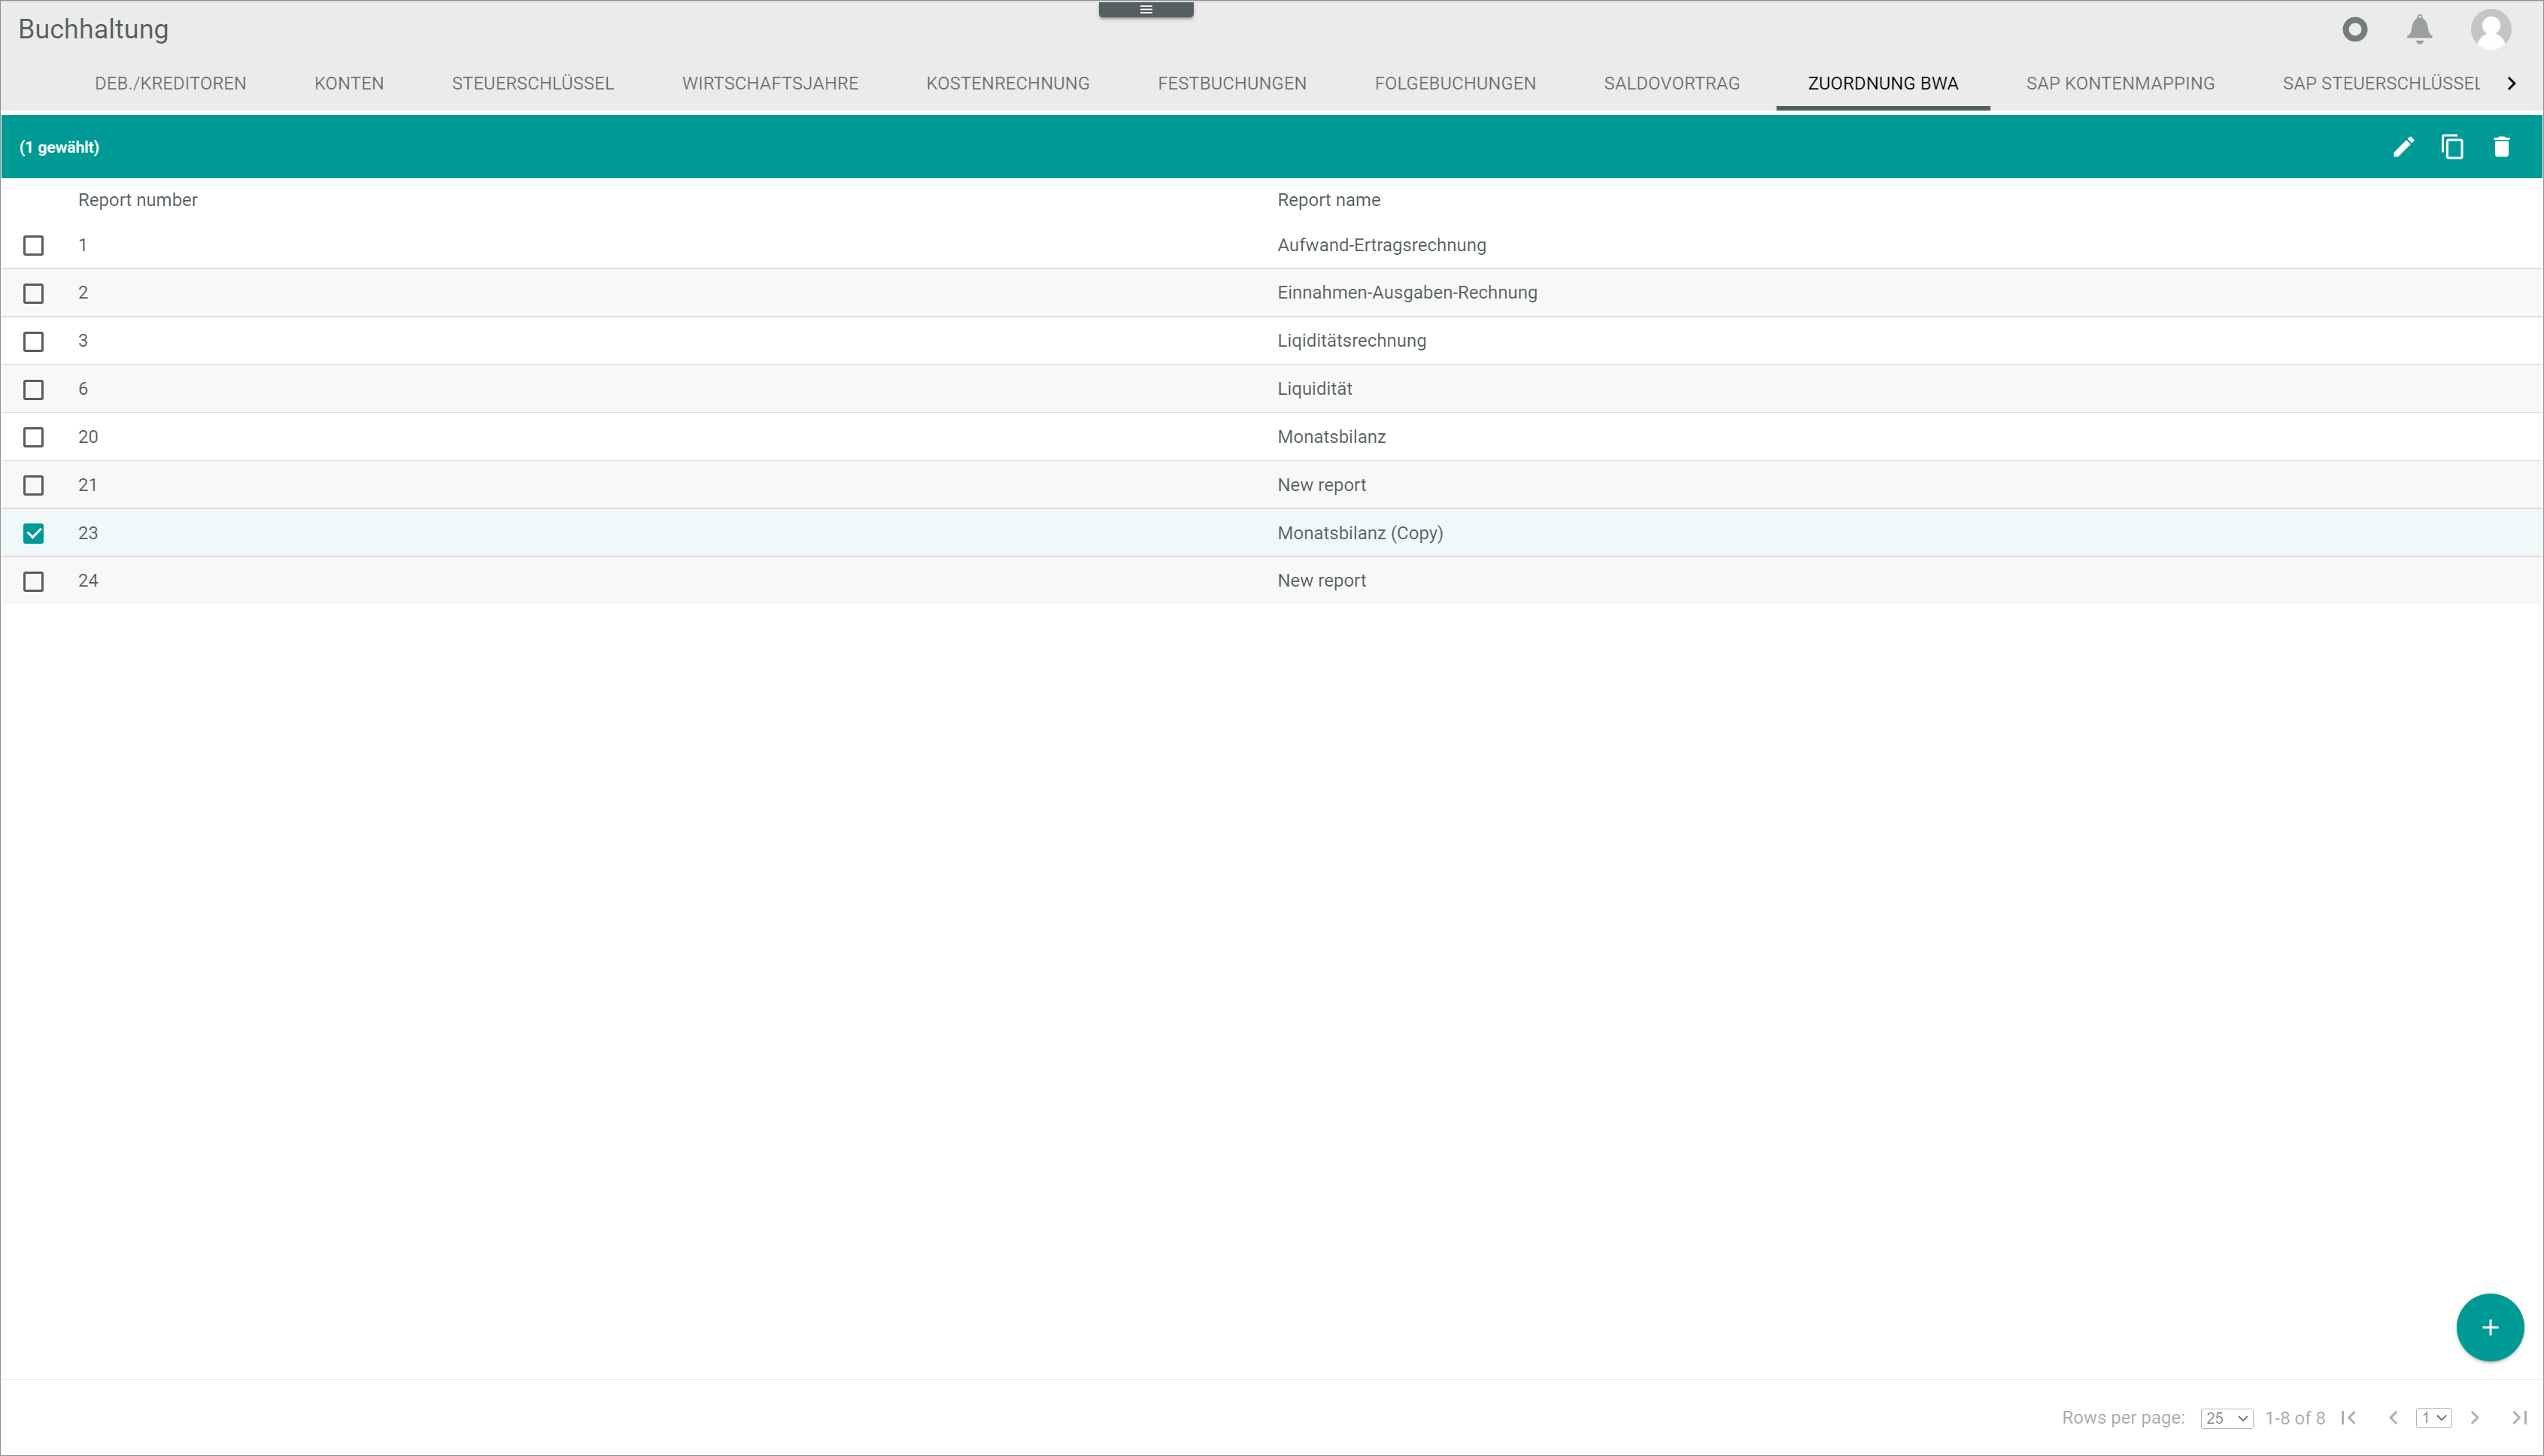 Buchhaltung
DEB./KREDITOREN KONTEN STEUERSCHLÜSSEL WIRTSCHAFTSJAHRE KOSTENRECHNUNG FESTBUCHUNGEN FOLGEBUCHUNGEN SALDOVORTRAG ZUORDNUNG BWA SAP KONTENMAPPING SAP STEUERSCHLÜSSEL
(1 gewählt)
Report number Report name
1 Aufwand-Ertragsrechnung
2 Einnahmen-Ausgaben-Rechnung
3 Liqiditätsrechnung
6 Liquidität
20 Monatsbilanz
21 New report
23 Monatsbilanz (Copy)
24 New report
Rows per page: 25 1-8 of 8 1